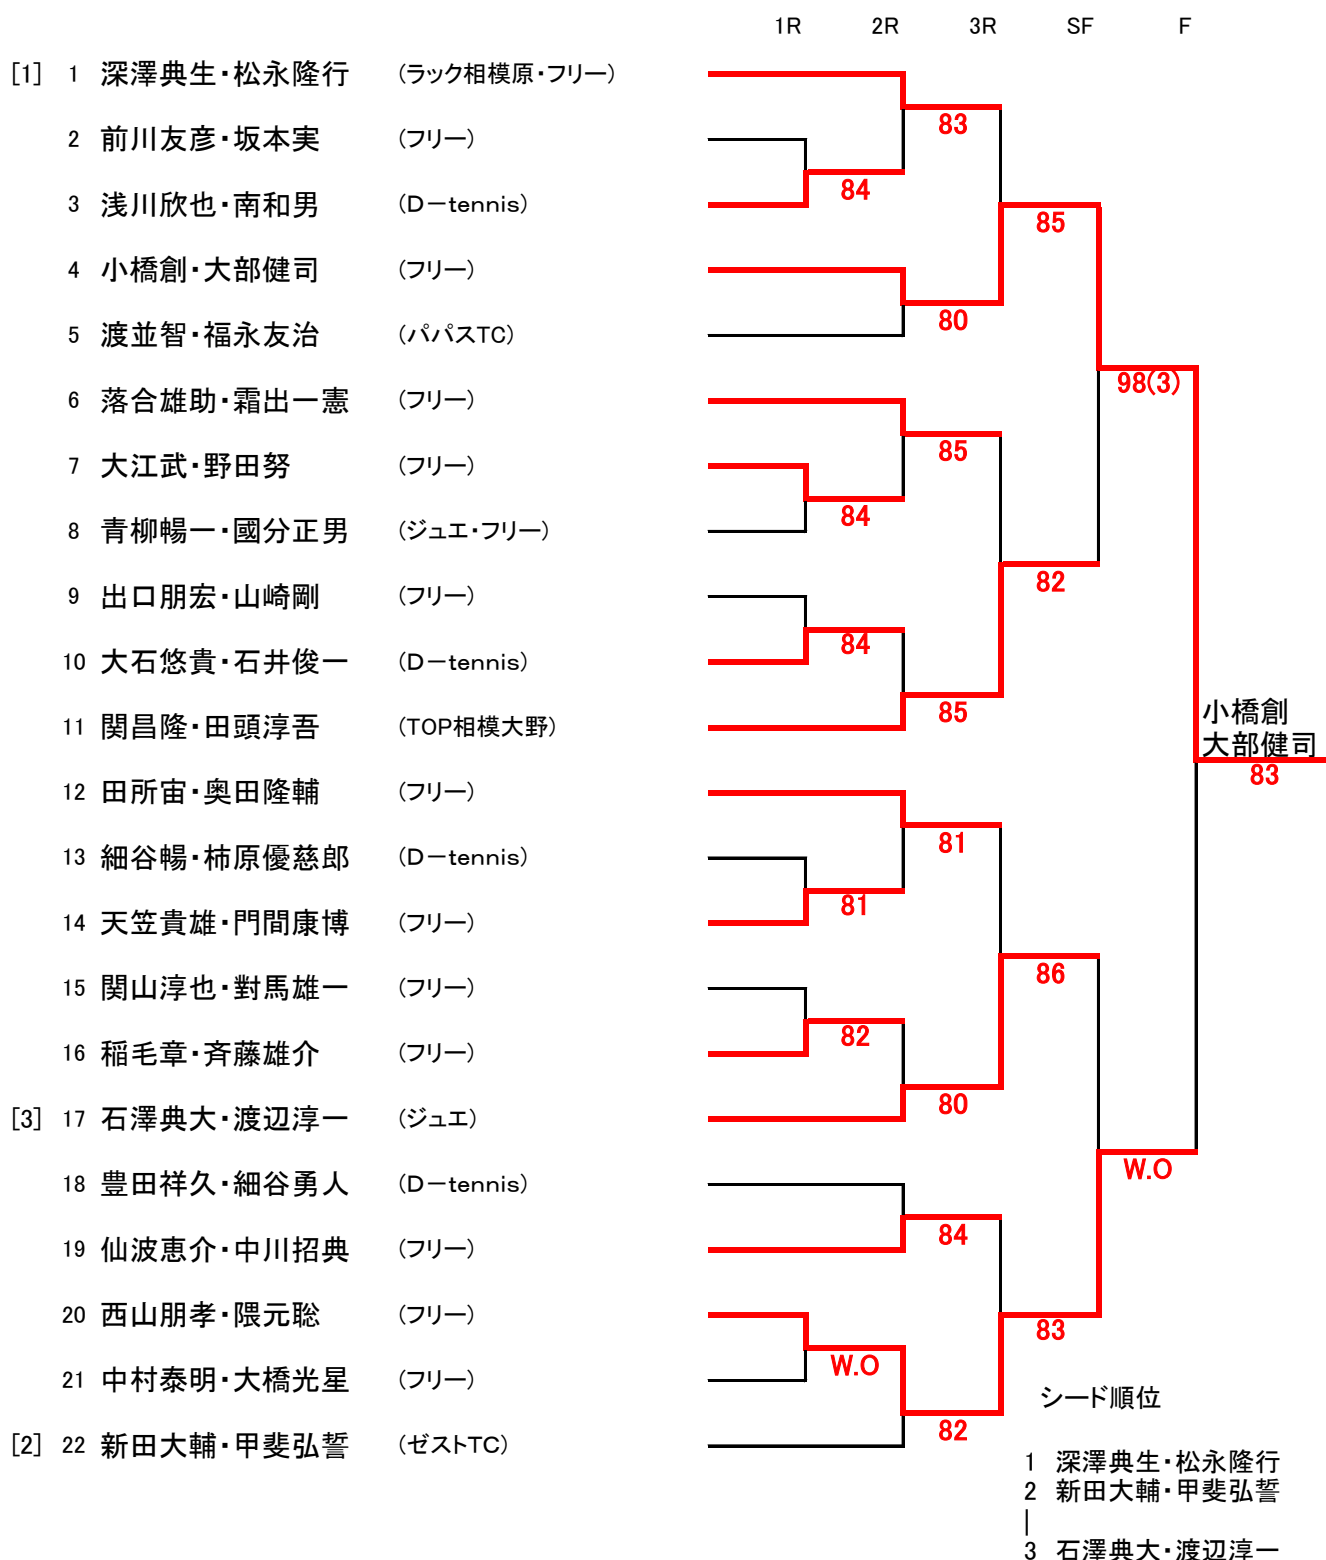 1R 2R 3R SF F
[1] 1 深澤典生・松永隆行 (ラック相模原・フリー)
83
2 前川友彦・坂本実 (フリー)
84
3 浅川欣也・南和男 (D－tennis)
85
4 小橋創・大部健司 (フリー)
80
5 渡並智・福永友治 (パパスTC)
98(3)
6 落合雄助・霜出一憲 (フリー)
85
7 大江武・野田努 (フリー)
84
8 青柳暢一・國分正男 (ジュエ・フリー)
82
9 出口朋宏・山崎剛 (フリー)
84
10 大石悠貴・石井俊一 (D－tennis)
85
11 関昌隆・田頭淳吾 (TOP相模大野)
小橋創
大部健司
83
12 田所宙・奥田隆輔 (フリー)
81
13 細谷暢・柿原優慈郎 (D－tennis)
81
14 天笠貴雄・門間康博 (フリー)
86
15 関山淳也・對馬雄一 (フリー)
82
16 稲毛章・斉藤雄介 (フリー)
80
[3] 17 石澤典大・渡辺淳一 (ジュエ)
W.O
18 豊田祥久・細谷勇人 (D－tennis)
84
19 仙波恵介・中川招典 (フリー)
20 西山朋孝・隈元聡 (フリー)
83
W.O
21 中村泰明・大橋光星 (フリー)
シード順位
82
[2] 22 新田大輔・甲斐弘誓 (ゼストTC)
1 深澤典生・松永隆行
2 新田大輔・甲斐弘誓
|
3 石澤典大・渡辺淳一